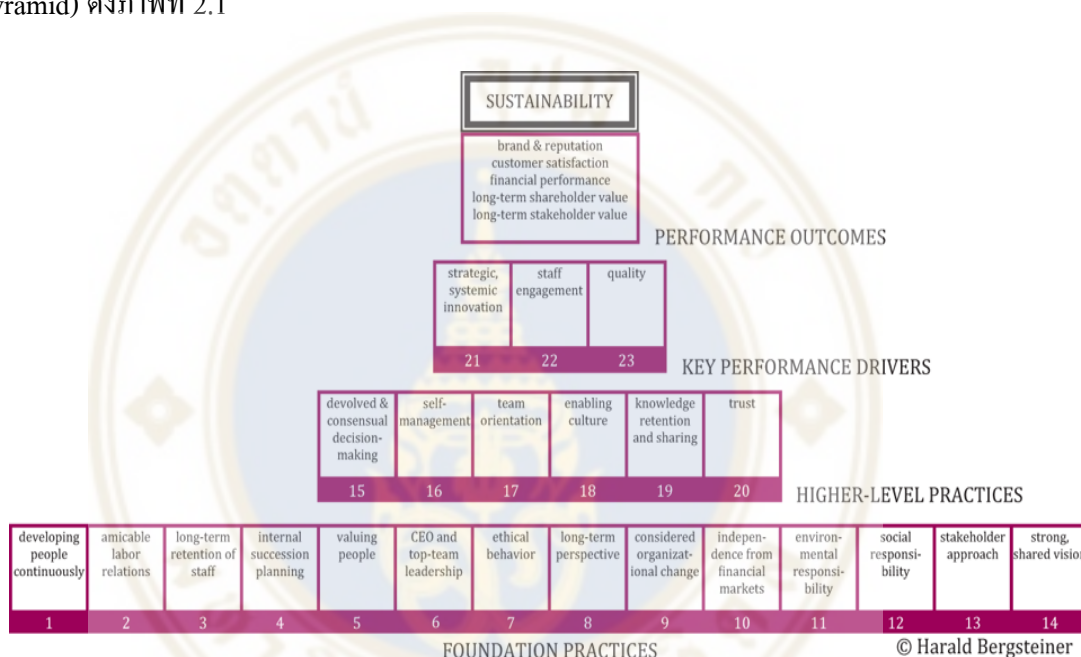 yramid) ดังภาพที่ 2.1
SUSTAINABILITY
brand & reputation
customer satisfaction
financial performance
long-term shareholder value
long-term stakeholder value
PERFORMANCE OUTCOMES
strategic,
systemic
innovation
21
staff
engagement
22
quality
23
KEY PERFORMANCE DRIVERS
devolved &
consensual
decision-
making
15
self-
management
16
team
orientation
17
enabling
culture
18
knowledge
retention
and sharing
19
trust
20
HIGHER-LEVEL PRACTICES
developing
people
continuously
1
amicable
labor
relations
2
long-term
retention of
staff
3
internal
succession
planning
4
valuing
people
5
CEO and
top-team
leadership
6
ethical
behavior
7
long-term
perspective
8
considered
organizat-
ional change
9
indepen-
dence from
financial
markets
10
environ-
mental
responsi-
bility
11
social
responsi-
bility
12
stakeholder
approach
13
strong,
shared vision
14
FOUNDATION PRACTICES
© Harald Bergsteiner